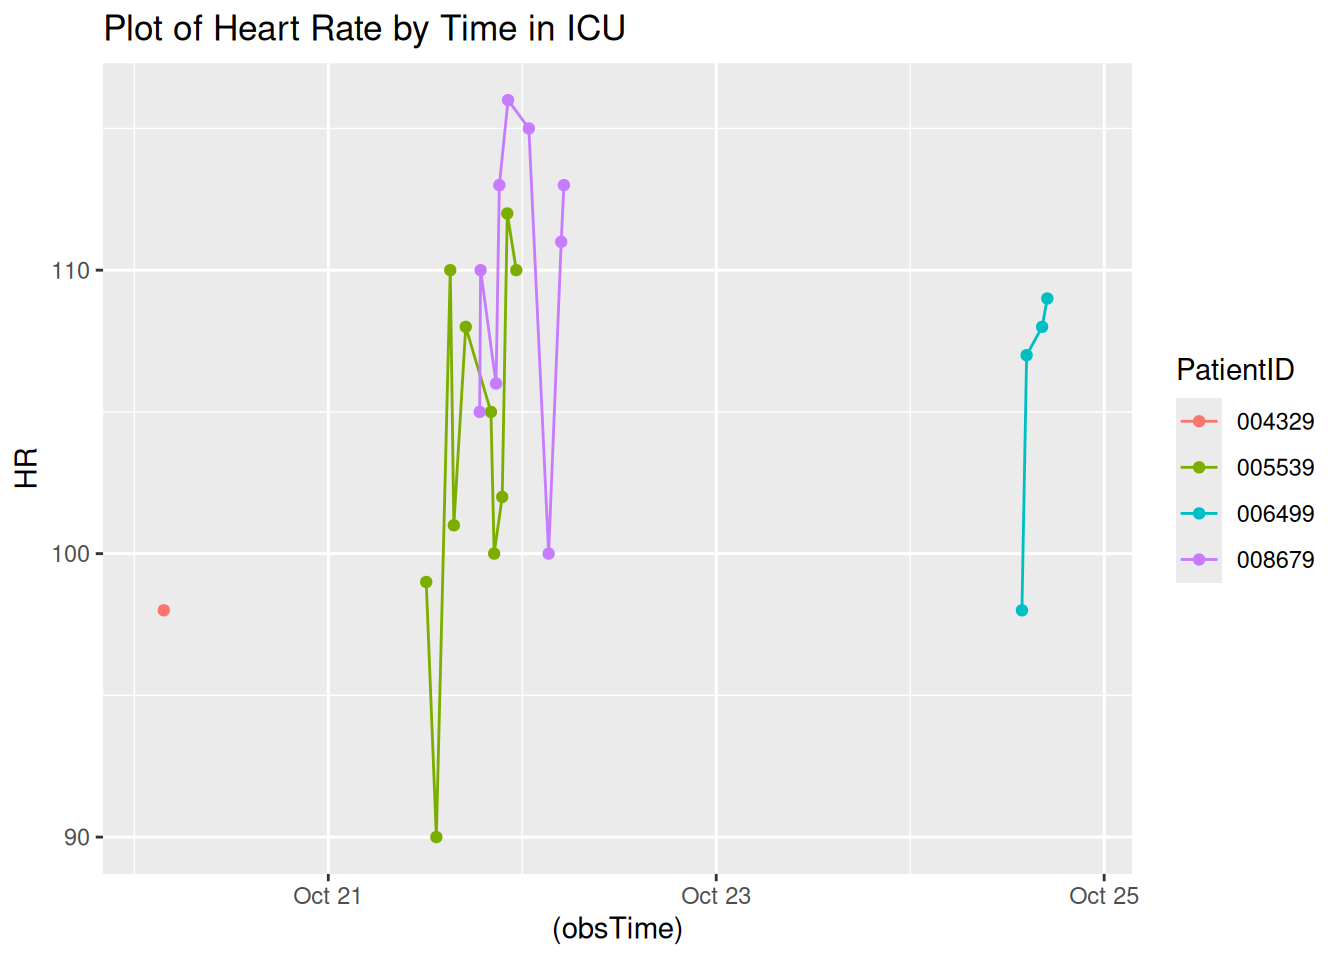 Plot of Heart Rate by Time in ICU
HR
110
100
90
Oct 21
Oct 23
Oct 25
(obsTime)
PatientID
004329
005539
006499
008679